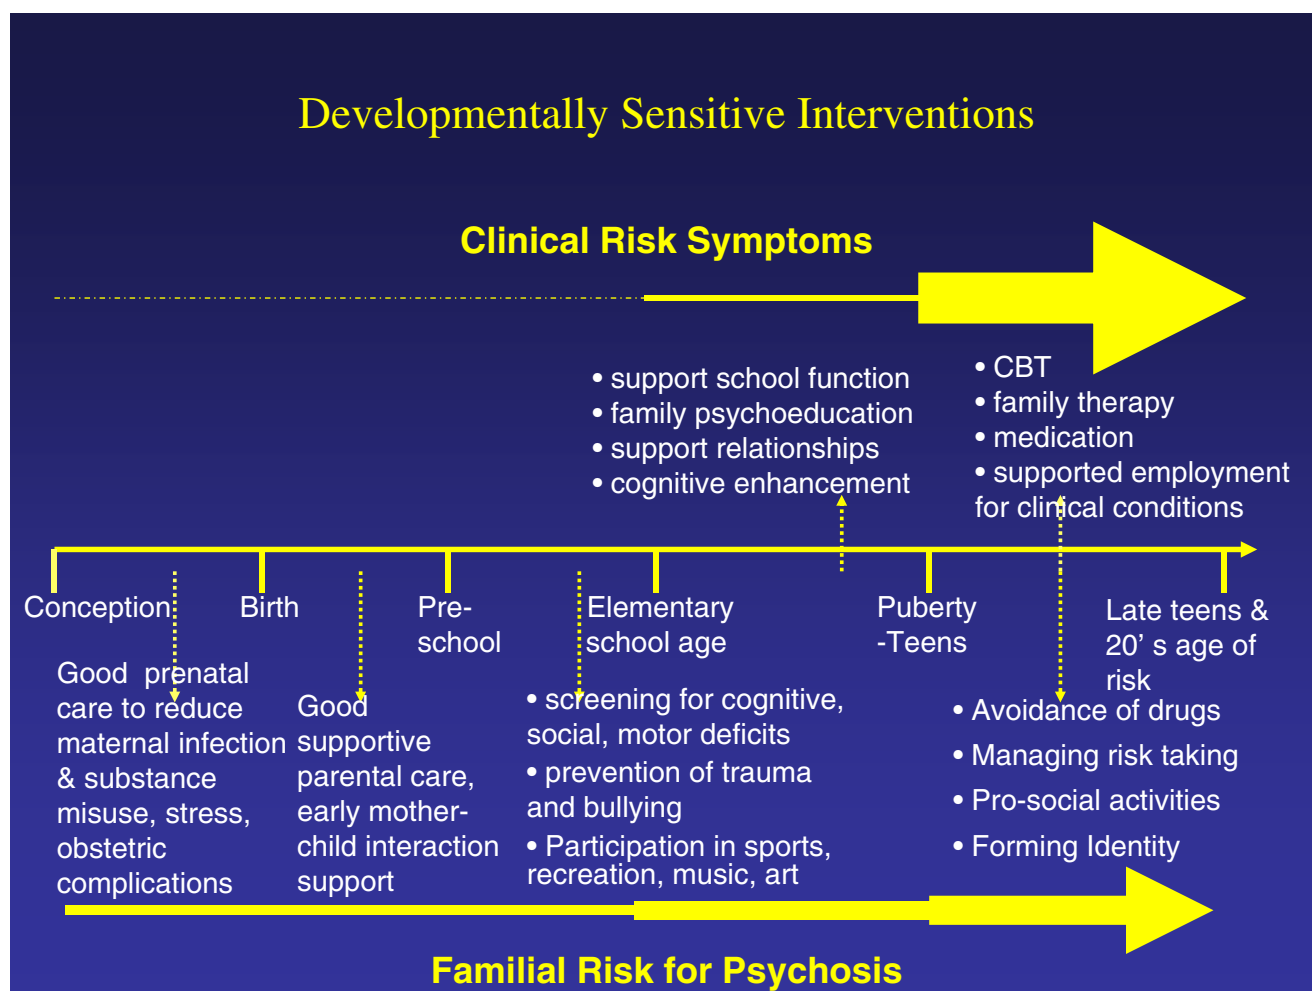 Developmentally Sensitive Interventions
Clinical Risk Symptoms
• support school function
• family psychoeducation
• support relationships
• cognitive enhancement
• CBT
• family therapy
• medication
• supported employment
for clinical conditions
Conception
Birth
Pre-
school
Elementary
school age
Puberty
-Teens
Late teens &
20' s age of
risk
Good prenatal
care to reduce
maternal infection
& substance
misuse, stress,
obstetric
complications
Good
supportive
parental care,
early mother-
child interaction
support
• screening for cognitive,
social, motor deficits
• prevention of trauma
and bullying
• Participation in sports,
recreation, music, art
• Avoidance of drugs
• Managing risk taking
• Pro-social activities
• Forming Identity
Familial Risk for Psychosis